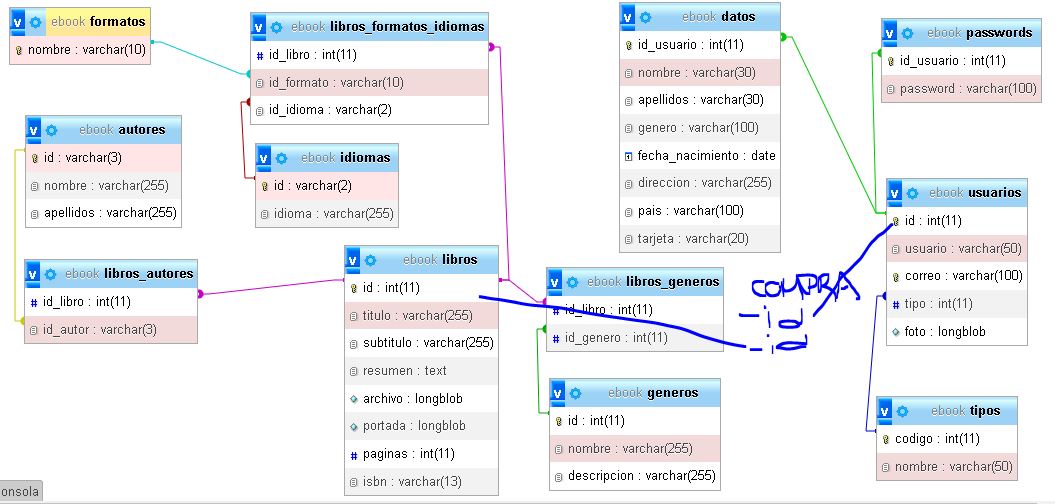 ebook formatos
nombre : varchar(10)
ebook libros_formatos_idiomas
id_libro : int(11)
id_formato : varchar(10)
id_idioma : varchar(2)
ebook datos
id_usuario : int(11)
nombre : varchar(30)
apellidos : varchar(30)
genero : varchar(100)
fecha_nacimiento : date
direccion : varchar(255)
pais : varchar(100)
tarjeta : varchar(20)
ebook passwords
id_usuario : int(11)
password : varchar(100)
ebook autores
id : varchar(3)
nombre : varchar(255)
apellidos : varchar(255)
ebook idiomas
id : varchar(2)
idioma : varchar(255)
ebook usuarios
id : int(11)
usuario : varchar(50)
correo : varchar(100)
tipo : int(11)
foto : longblob
ebook libros_autores
id_libro : int(11)
id_autor : varchar(3)
ebook libros
id : int(11)
titulo : varchar(255)
subtitulo : varchar(255)
resumen : text
archivo : longblob
portada : longblob
paginas : int(11)
isbn : varchar(13)
ebook libros_generos
id_libro : int(11)
id_genero : int(11)
COMPRA
-id
-id
ebook generos
id : int(11)
nombre : varchar(255)
descripcion : varchar(255)
ebook tipos
codigo : int(11)
nombre : varchar(50)
onsola